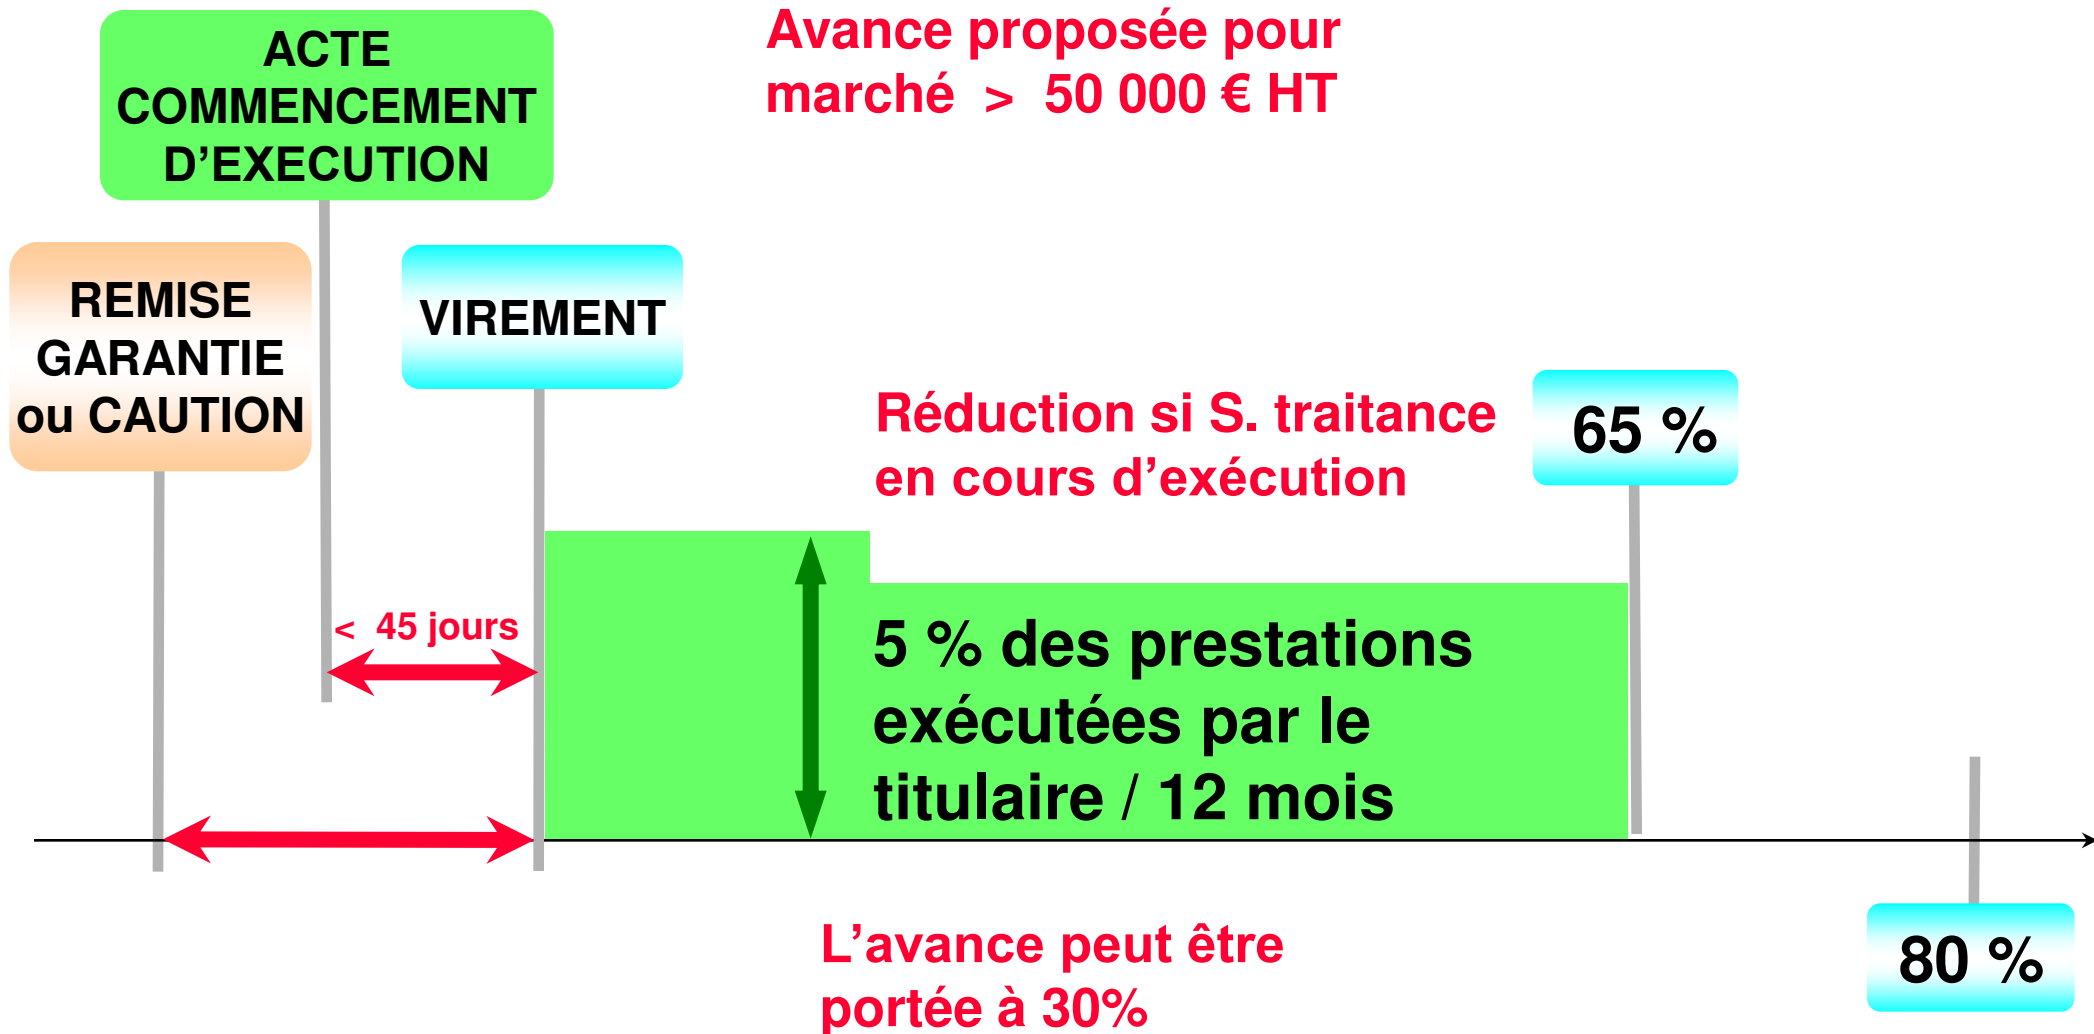 ACTE
COMMENCEMENT
D’EXECUTION
Avance proposée pour
marché > 50 000 € HT
REMISE
GARANTIE
ou CAUTION
VIREMENT
Réduction si S. traitance
en cours d’exécution
65 %
< 45 jours
5 % des prestations
exécutées par le
titulaire / 12 mois
L’avance peut être
portée à 30%
80 %